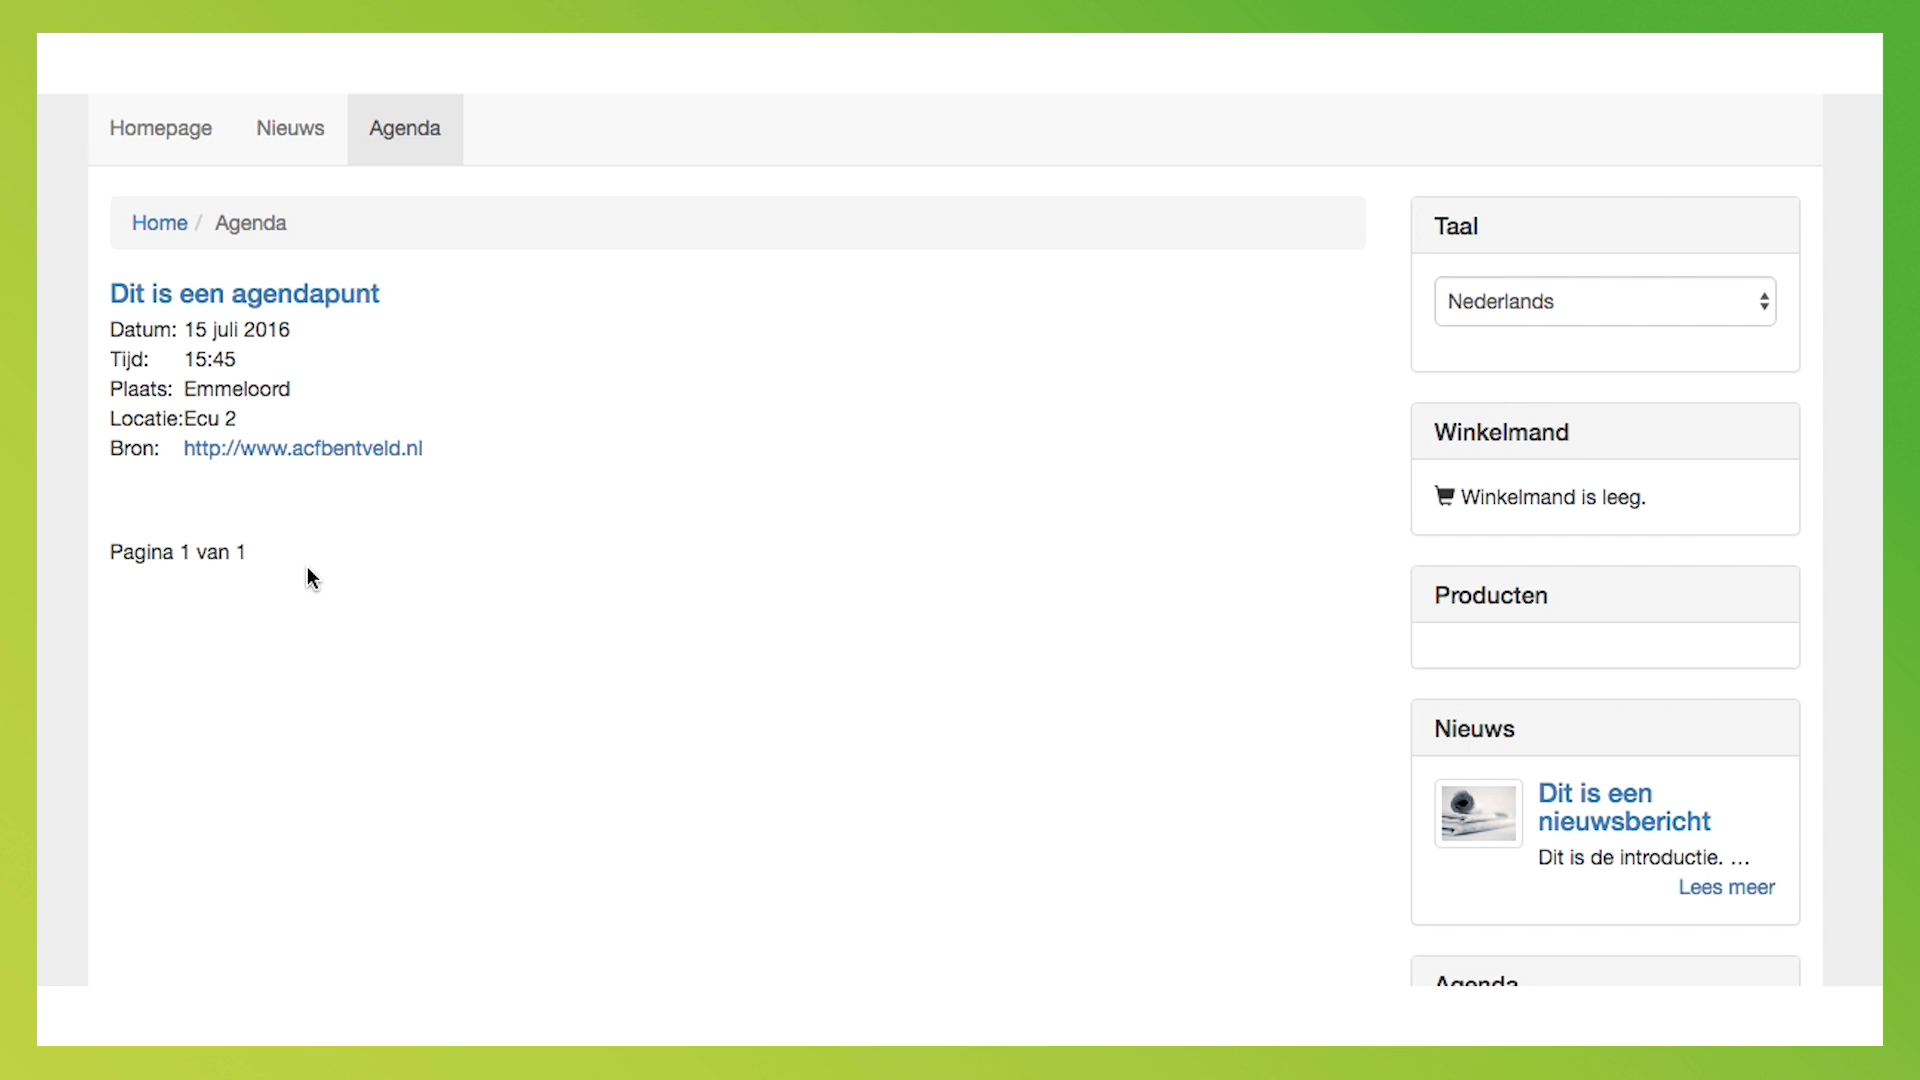 Homepage Nieuws Agenda
Home / Agenda
Dit is een agendapunt
Datum: 15 juli 2016
Tijd: 15:45
Plaats: Emmeloord
Locatie:Ecu 2
Bron: http://www.acfbentveld.nl
Pagina 1 van 1
Taal
Nederlands
Winkelmand
Winkelmand is leeg.
Producten
Nieuws
Dit is een
nieuwsbericht
Dit is de introductie. ...
Lees meer
Agenda